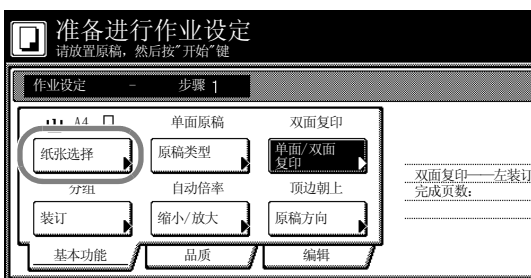 准备进行作业设定
请放置原稿，然后按"开始"键
作业设定 - 步骤 1
A4 单面原稿 双面复印
纸张选择 原稿类型 单面/双面
复印
分组 自动倍率 顶边朝上
装订 缩小/放大 原稿方向
双面复印——左装订
完成页数：
基本功能 品质 编辑